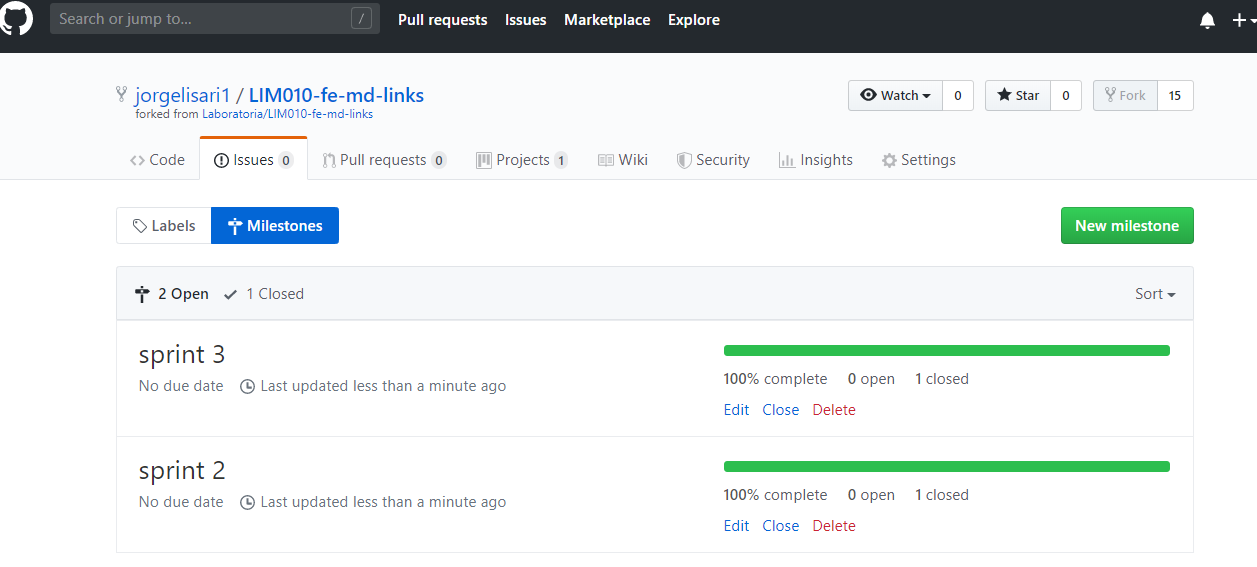 Search or jump to... /
Pull requests Issues Marketplace Explore
jorgelisari1 / LIM010-fe-md-links
forked from Laboratoria/LIM010-fe-md-links
Watch 0 Star 0 Fork 15
Code Issues 0 Pull requests 0 Projects 1 Wiki Security Insights Settings
Labels Milestones New milestone
2 Open 1 Closed Sort
sprint 3
No due date Last updated less than a minute ago
100% complete 0 open 1 closed
Edit Close Delete
sprint 2
No due date Last updated less than a minute ago
100% complete 0 open 1 closed
Edit Close Delete